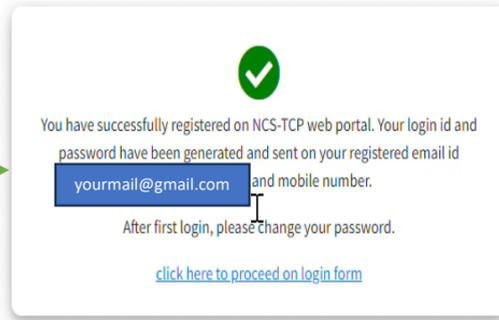 You have successfully registered on NCS-TCP web portal. Your login id and
password have been generated and sent on your registered email id
yourmail@gmail.com and mobile number.
After first login, please change your password.
click here to proceed on login form